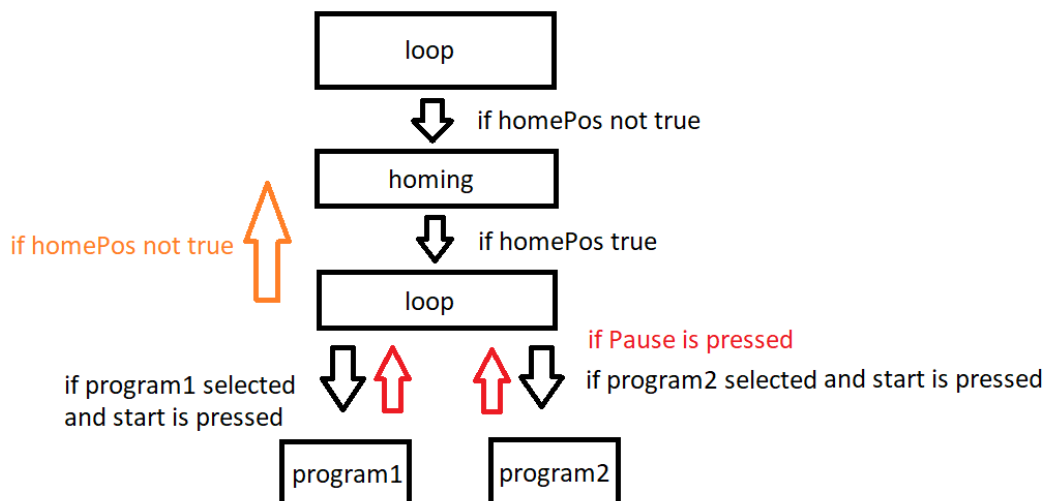 loop
if homePos not true
homing
if homePos not true
if homePos true
loop
if Pause is pressed
if program1 selected
and start is pressed
if program2 selected and start is pressed
program1
program2